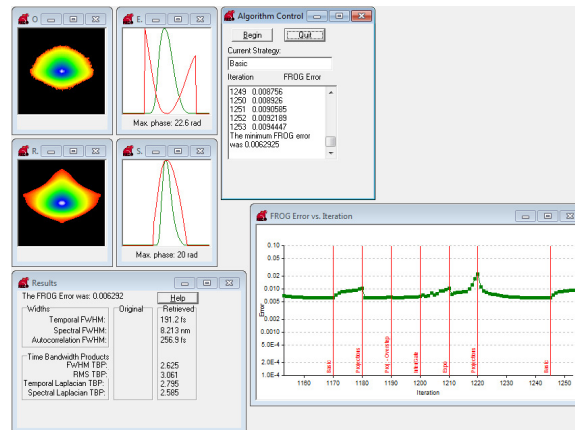 O
E.
Algorithm Control
Begin
Quit
Current Strategy:
Basic
Iteration FROG Error
1249 0.008756
1250 0.008926
1251 0.0090585
1252 0.0092189
1253 0.0094447
The minimum FROG error
was 0.0062925
Max. phase: 22.6 rad
R.
S.
Max. phase: 20 rad
FROG Error vs. Iteration
0.10
0.05
0.02
0.01
0.005
0.002
0.0010
5.0E-4
2.0E-4
1.0E-4
Error
Basic
Projections
Proj. - Overstep
IntraGate
Expo
Projections
Basic
1160 1170 1180 1190 1200 1210 1220 1230 1240 1250
Iteration
Results
The FROG Error was: 0.006292
Help
Widths Original Retrieved
Temporal FWHM: 191.2 fs
Spectral FWHM: 8.213 nm
Autocorrelation FWHM: 256.9 fs
Time Bandwidth Products
FWHM TBP: 2.625
RMS TBP: 3.061
Temporal Laplacian TBP: 2.795
Spectral Laplacian TBP: 2.585